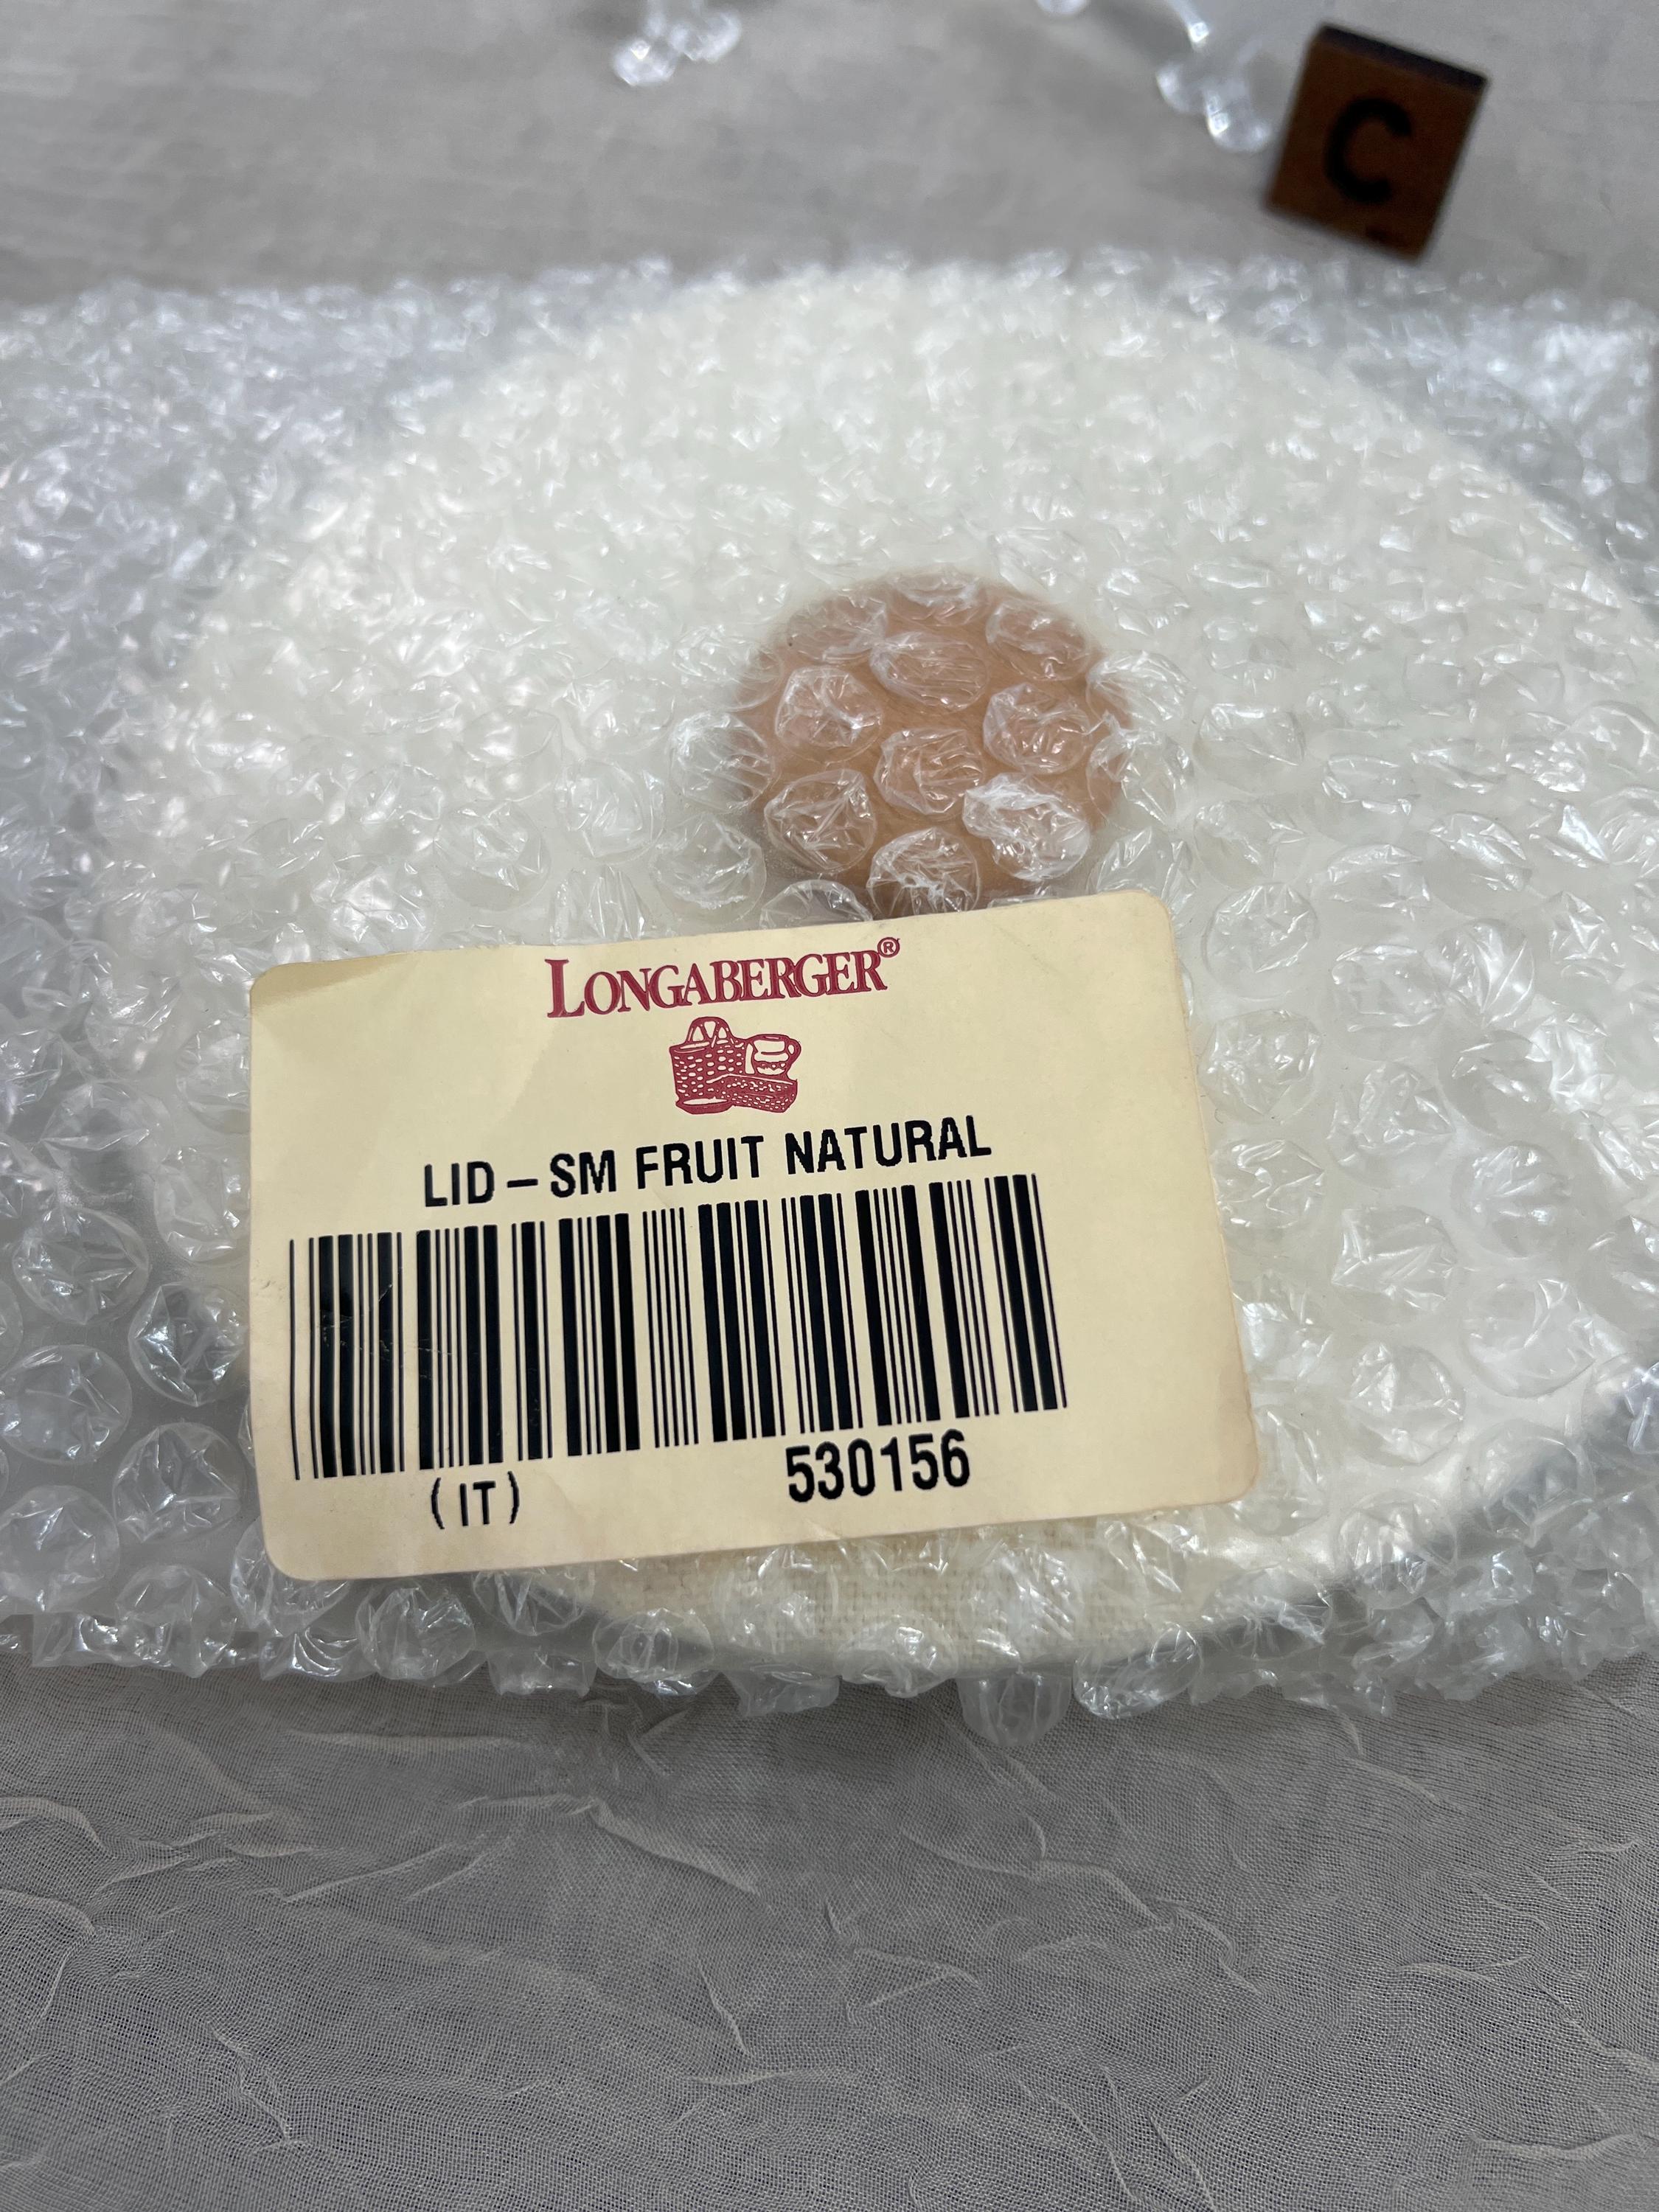 C
LONGABERGER®
LID – SM FRUIT NATURAL
(IT) 530156